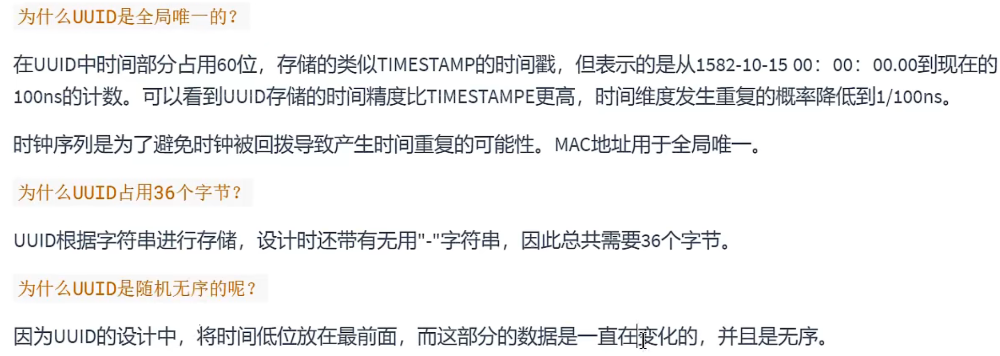 为什么UUID是全局唯一的？
在UUID中时间部分占用60位，存储的类似TIMESTAMP的时间戳，但表示的是从1582-10-15 00：00：00.00到现在的
100ns的计数。可以看到UUID存储的时间精度比TIMESTAMPE更高，时间维度发生重复的概率降低到1/100ns。
时钟序列是为了避免时钟被回拨导致产生时间重复的可能性。MAC地址用于全局唯一。
为什么UUID占用36个字节？
UUID根据字符串进行存储，设计时还带有无用"-"字符串，因此总共需要36个字节。
为什么UUID是随机无序的呢？
因为UUID的设计中，将时间低位放在最前面，而这部分的数据是一直在变化的，并且是无序。